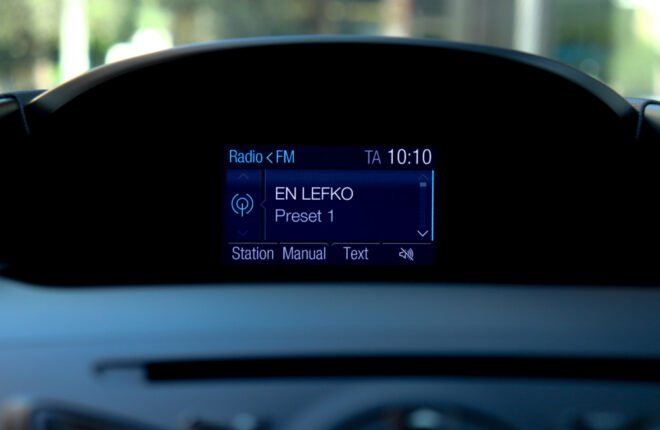 Radio < FM TA 10:10
EN LEFKO
Preset 1
Station Manual Text